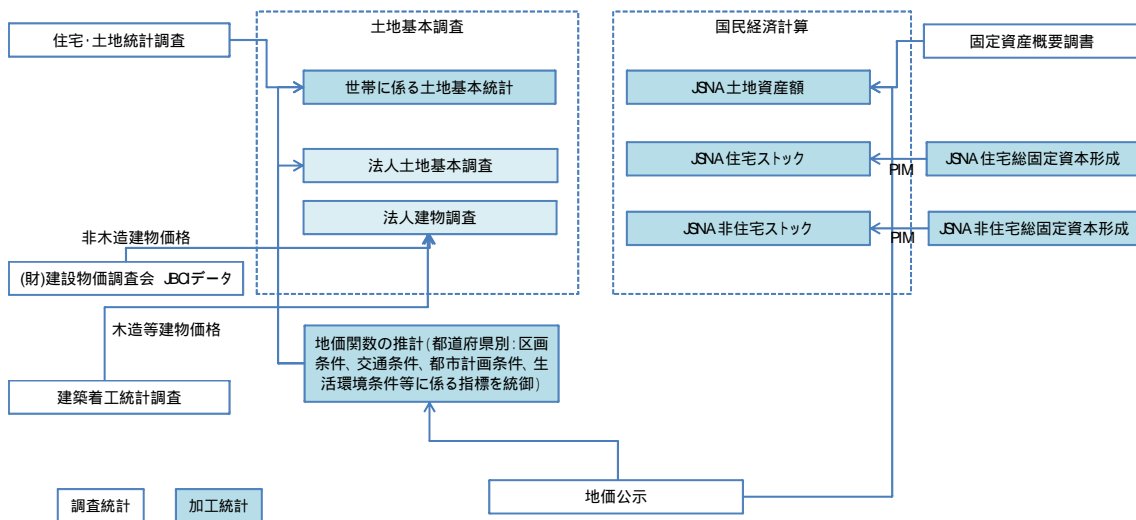 土地基本調査
国民経済計算
住宅・土地統計調査
固定資産概要調書
世帯に係る土地基本統計
JSNA土地資産額
法人土地基本調査
JSNA住宅ストック
PIM
JSNA住宅総固定資本形成
法人建物調査
JSNA非住宅ストック
PIM
JSNA非住宅総固定資本形成
非木造建物価格
(財)建設物価調査会 JBCIデータ
木造等建物価格
地価関数の推計(都道府県別:区画
条件、交通条件、都市計画条件、生
活環境条件等に係る指標を統御)
建築着工統計調査
地価公示
調査統計
加工統計